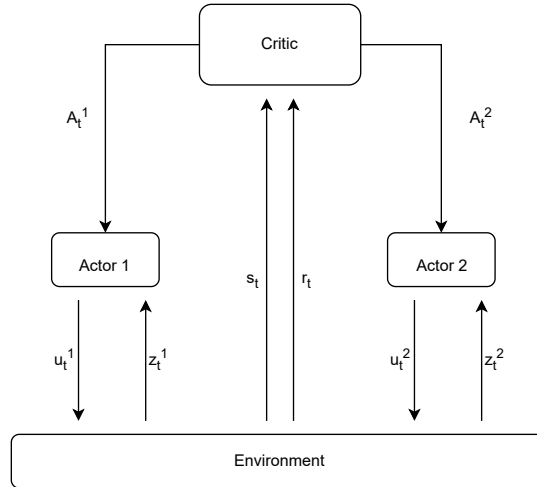 Critic
A_t^1
A_t^2
Actor 1
s_t
r_t
Actor 2
u_t^1
z_t^1
u_t^2
z_t^2
Environment